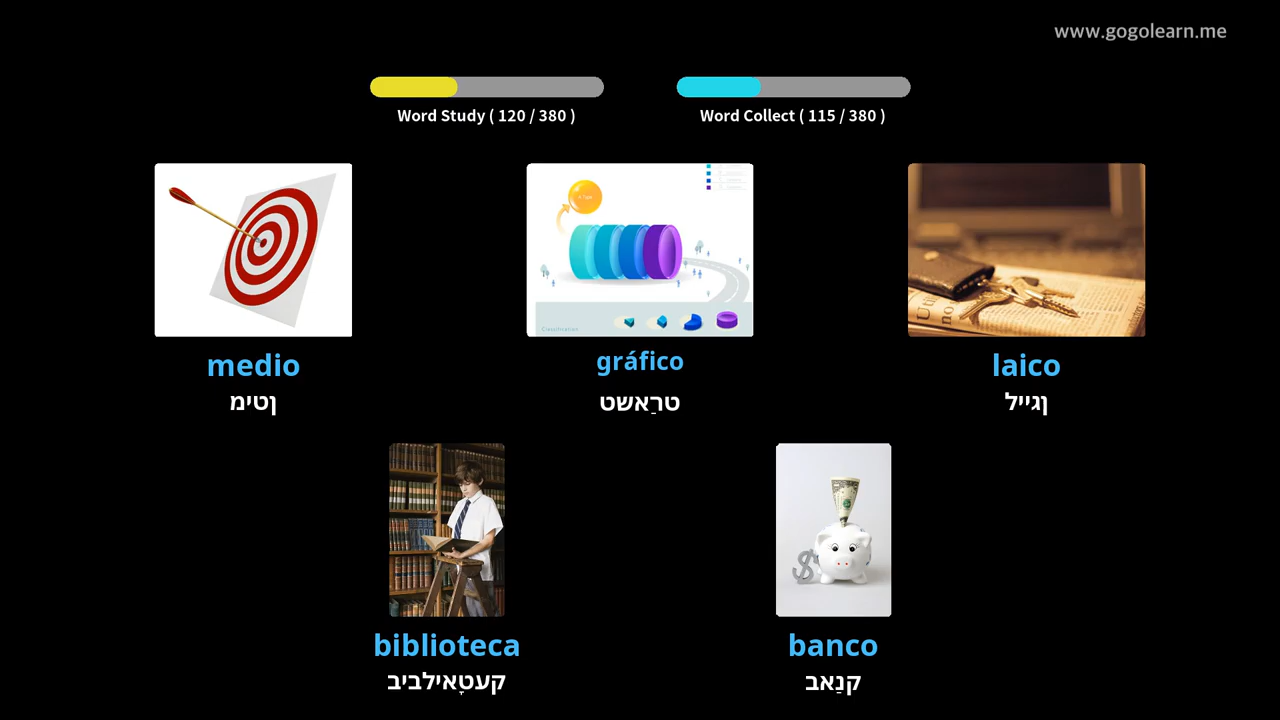 www.gogolearn.me
Word Study ( 120 / 380 )
Word Collect ( 115 / 380 )
medio
ןטימ
gráfico
טרַאשט
laico
ןגייל
biblioteca
קעטָאילביב
banco
קנַאב